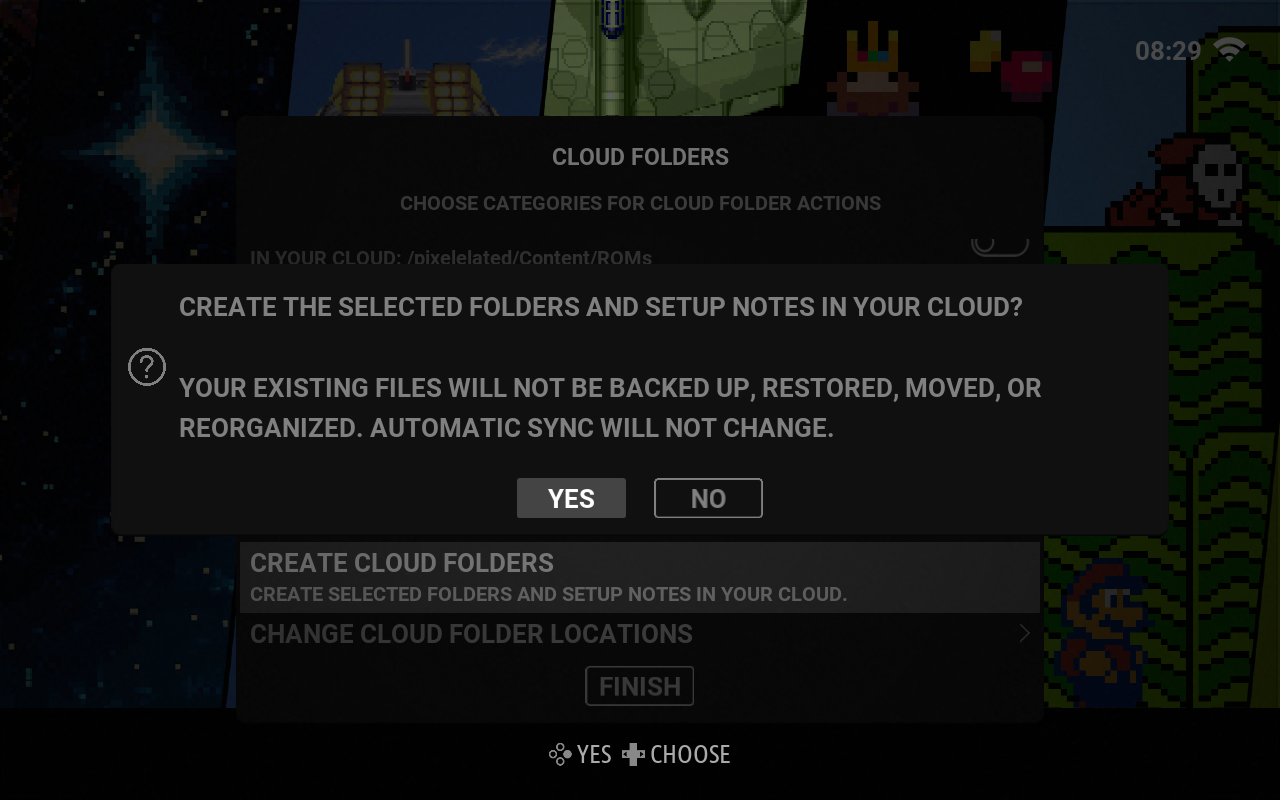 08:29
CLOUD FOLDERS
CHOOSE CATEGORIES FOR CLOUD FOLDER ACTIONS
IN YOUR CLOUD: /pixelelated/Content/ROMs
CREATE THE SELECTED FOLDERS AND SETUP NOTES IN YOUR CLOUD?
YOUR EXISTING FILES WILL NOT BE BACKED UP, RESTORED, MOVED, OR
REORGANIZED. AUTOMATIC SYNC WILL NOT CHANGE.
YES NO
CREATE CLOUD FOLDERS
CREATE SELECTED FOLDERS AND SETUP NOTES IN YOUR CLOUD.
CHANGE CLOUD FOLDER LOCATIONS
FINISH
YES CHOOSE